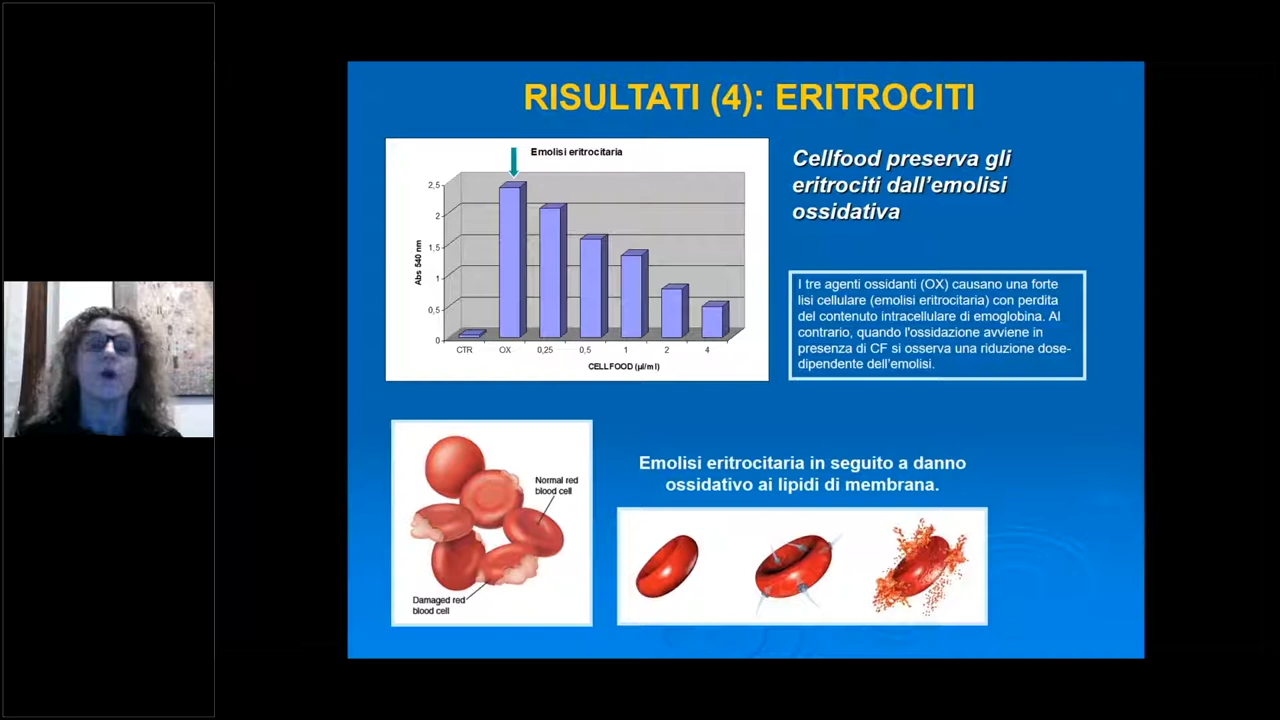 RISULTATI (4): ERITROCITI
Emolisi eritrocitaria
2,5
2
1,5
1
0,5
0
Abs 540 nm
CTR OX 0,25 0,5 1 2 4
CELLFOOD (µl/ml)
Cellfood preserva gli
eritrociti dall’emolisi
ossidativa
I tre agenti ossidanti (OX) causano una forte
lisi cellulare (emolisi eritrocitaria) con perdita
del contenuto intracellulare di emoglobina. Al
contrario, quando l'ossidazione avviene in
presenza di CF si osserva una riduzione dose-
dipendente dell’emolisi.
Normal red
blood cell
Damaged red
blood cell
Emolisi eritrocitaria in seguito a danno
ossidativo ai lipidi di membrana.